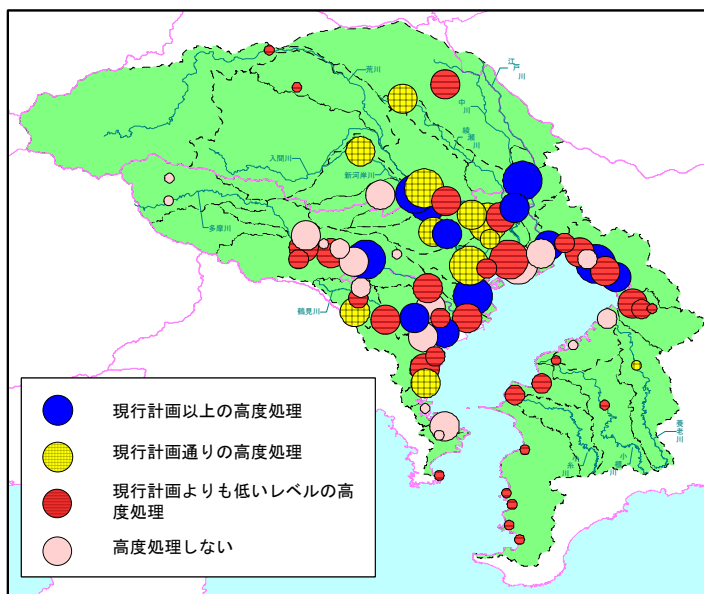 荒川
江戸川
中川
綾瀬川
入間川
新河岸川
多摩川
鶴見川
養老川
小櫃川
小糸川
現行計画以上の高度処理
現行計画通りの高度処理
現行計画よりも低いレベルの高
度処理
高度処理しない